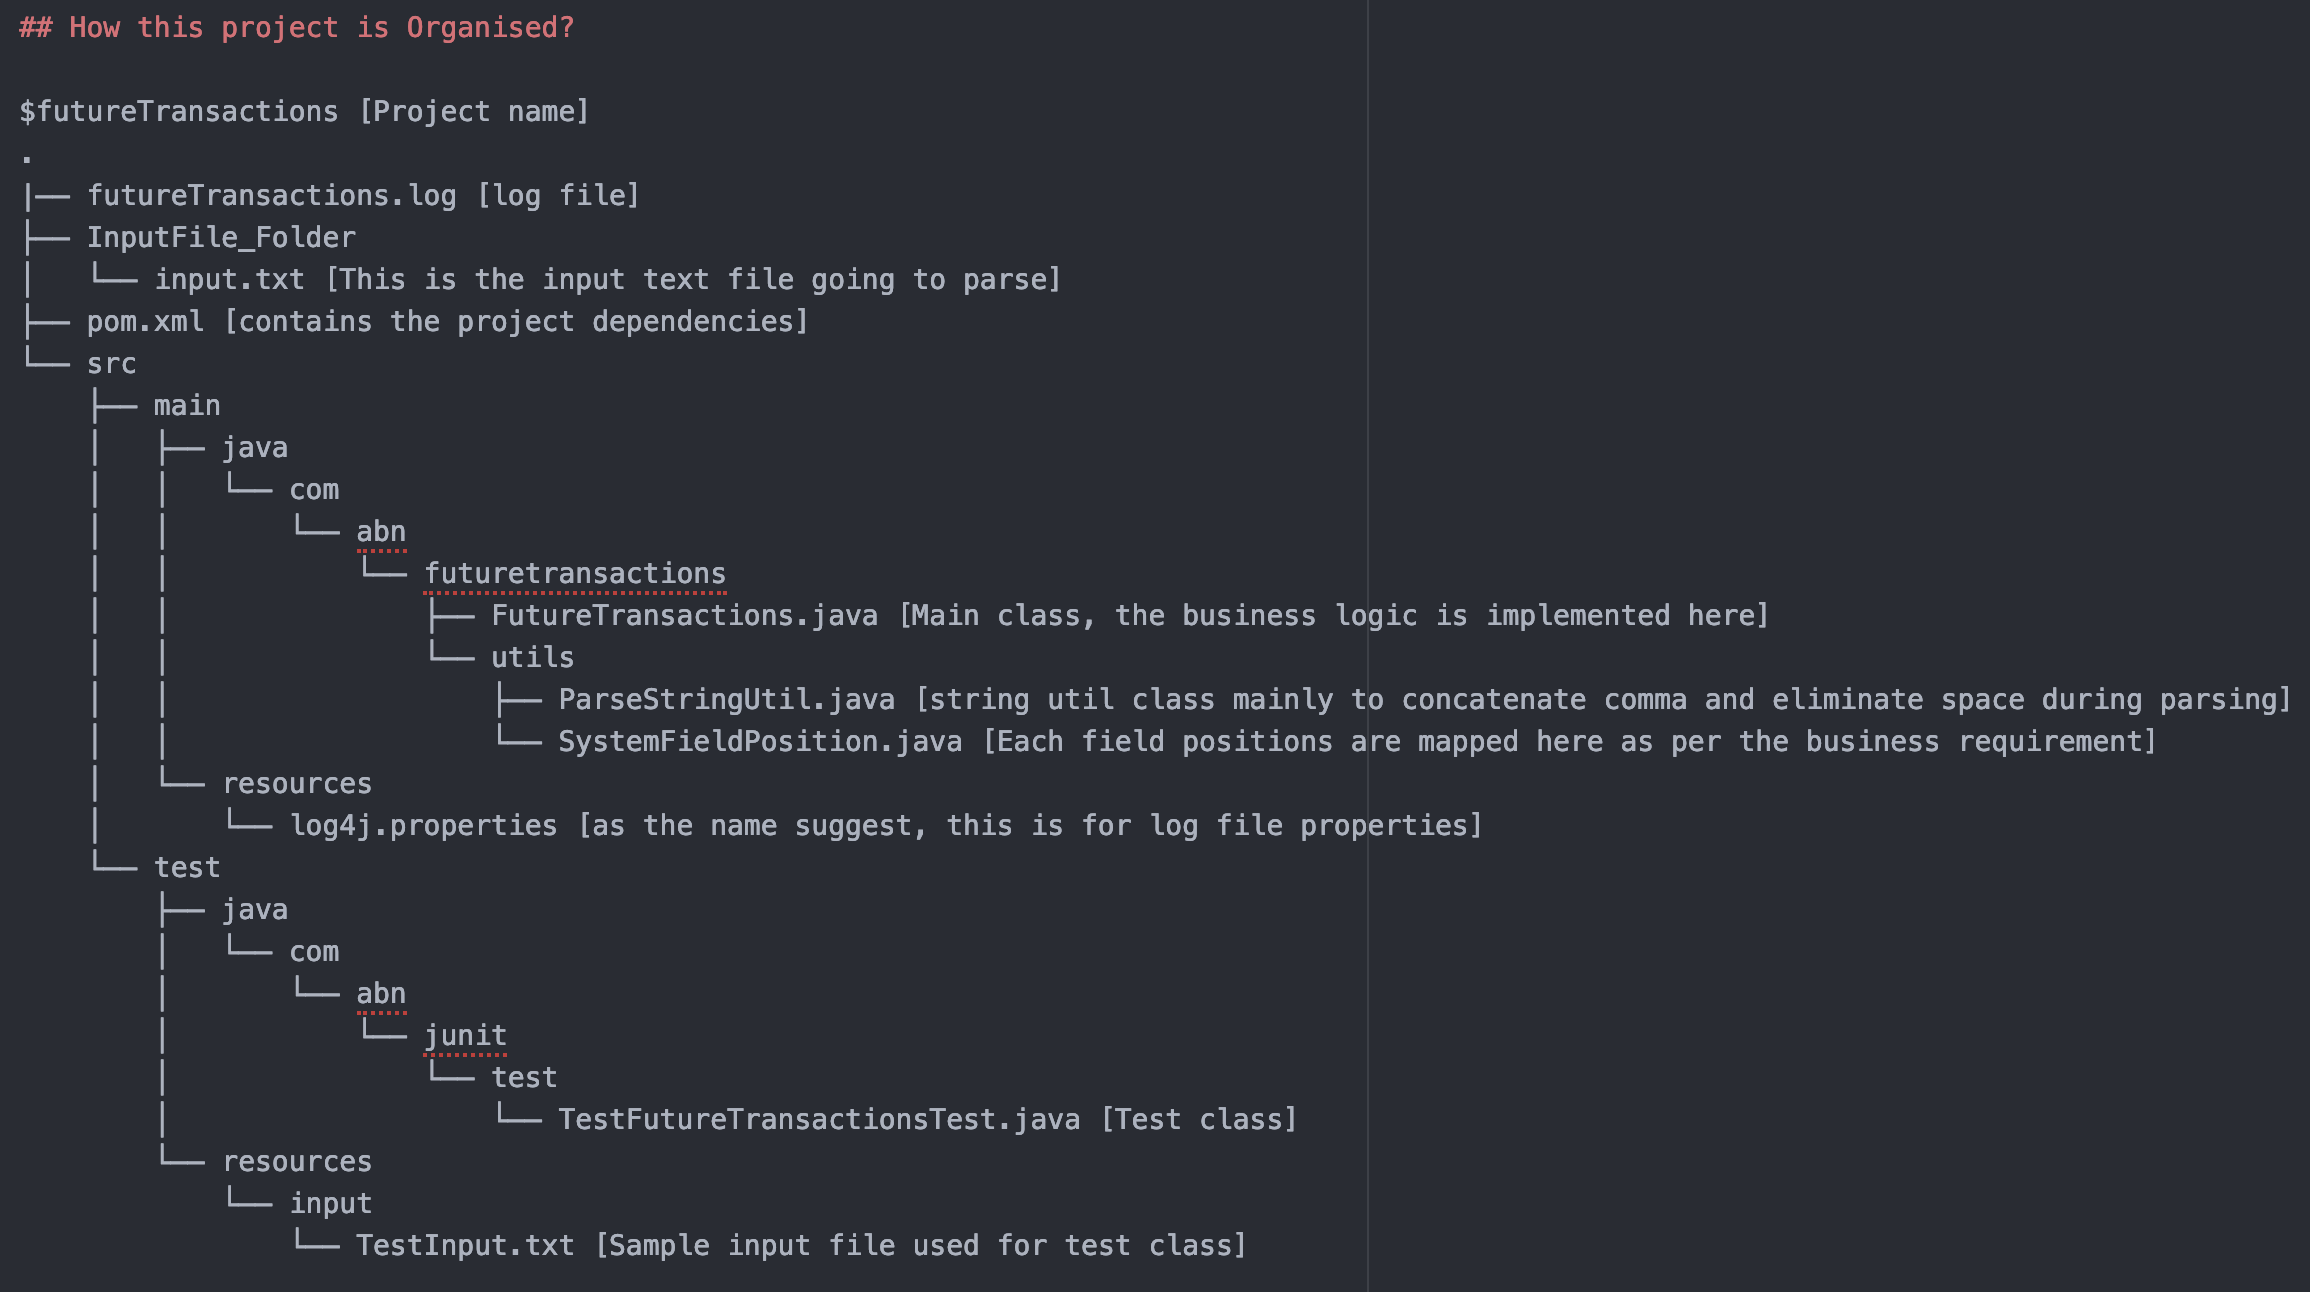 ## How this project is Organised?
$futureTransactions [Project name]
.
|── futureTransactions.log [log file]
├── InputFile_Folder
│   └── input.txt [This is the input text file going to parse]
├── pom.xml [contains the project dependencies]
└── src
    ├── main
    │   ├── java
    │   │   └── com
    │   │       └── abn
    │   │           └── futuretransactions
    │   │               ├── FutureTransactions.java [Main class, the business logic is implemented here]
    │   │               └── utils
    │   │                   ├── ParseStringUtil.java [string util class mainly to concatenate comma and eliminate space during parsing]
    │   │                   └── SystemFieldPosition.java [Each field positions are mapped here as per the business requirement]
    │   └── resources
    │       └── log4j.properties [as the name suggest, this is for log file properties]
    └── test
        ├── java
        │   └── com
        │       └── abn
        │           └── junit
        │               └── test
        │                   └── TestFutureTransactionsTest.java [Test class]
        └── resources
            └── input
                └── TestInput.txt [Sample input file used for test class]